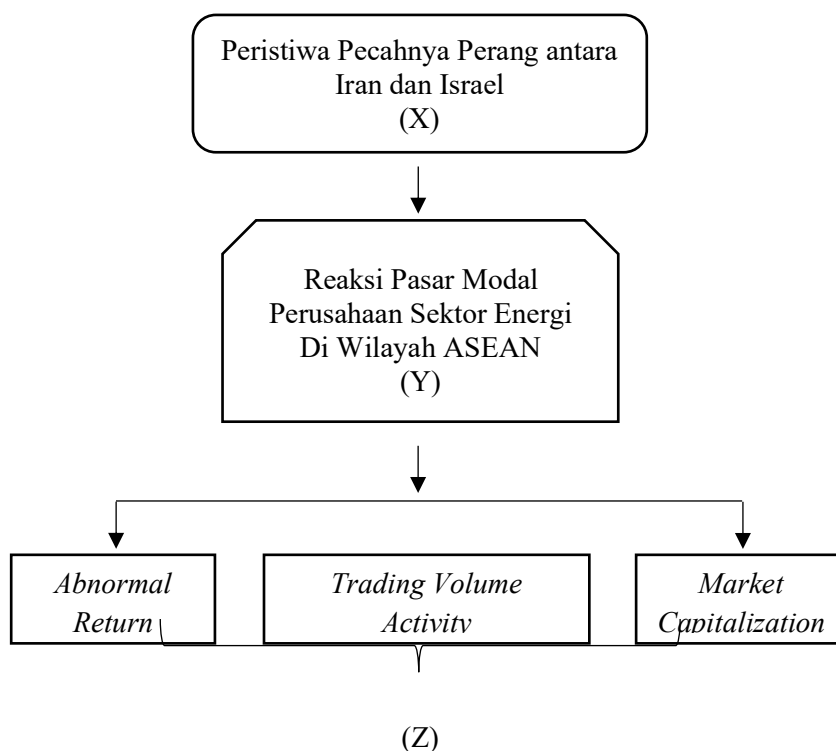 Peristiwa Pecahnya Perang antara
Iran dan Israel
(X)
Reaksi Pasar Modal
Perusahaan Sektor Energi
Di Wilayah ASEAN
(Y)
Abnormal
Return
Trading Volume
Activity
Market
Capitalization
(Z)